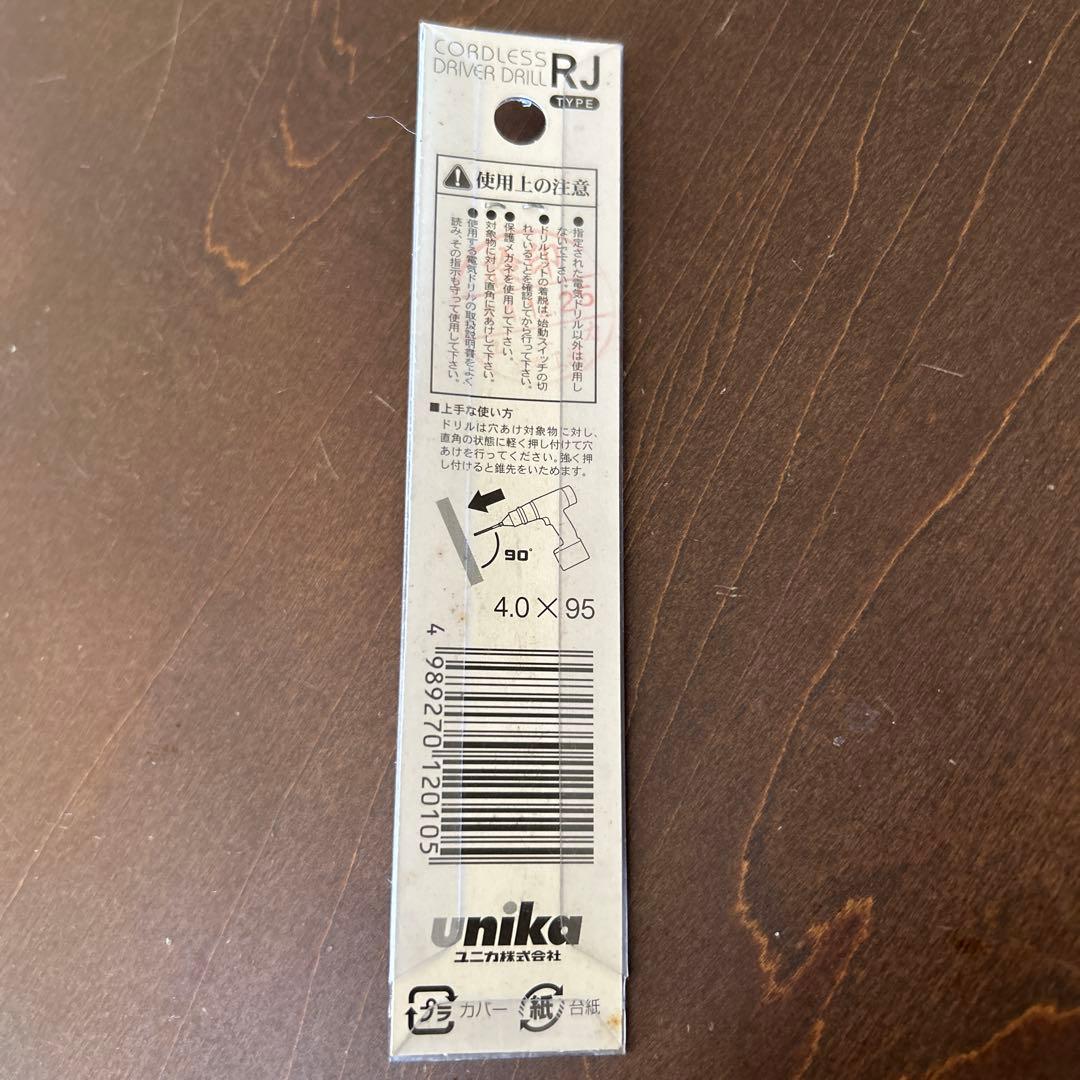 CORDLESS
DRIVER DRILL RJ
TYPE
使用上の注意
●指定された電気ドリル以外は使用し
ないで下さい。
●ドリルビットの着脱は、始動スイッチの切
れていることを確認してから行って下さい。
●保護メガネを使用して下さい。
●対象物に対して直角に穴あけして下さい。
●使用する電気ドリルの取扱説明書をよく
読み、その指示も守って使用して下さい。
25
■上手な使い方
ドリルは穴あけ対象物に対し、
直角の状態に軽く押し付けて穴
あけを行ってください。強く押
し付けると錐先をいためます。
90°
4.0×95
4 989270 120105
unika
ユニカ株式会社
プラ カバー 紙 台紙